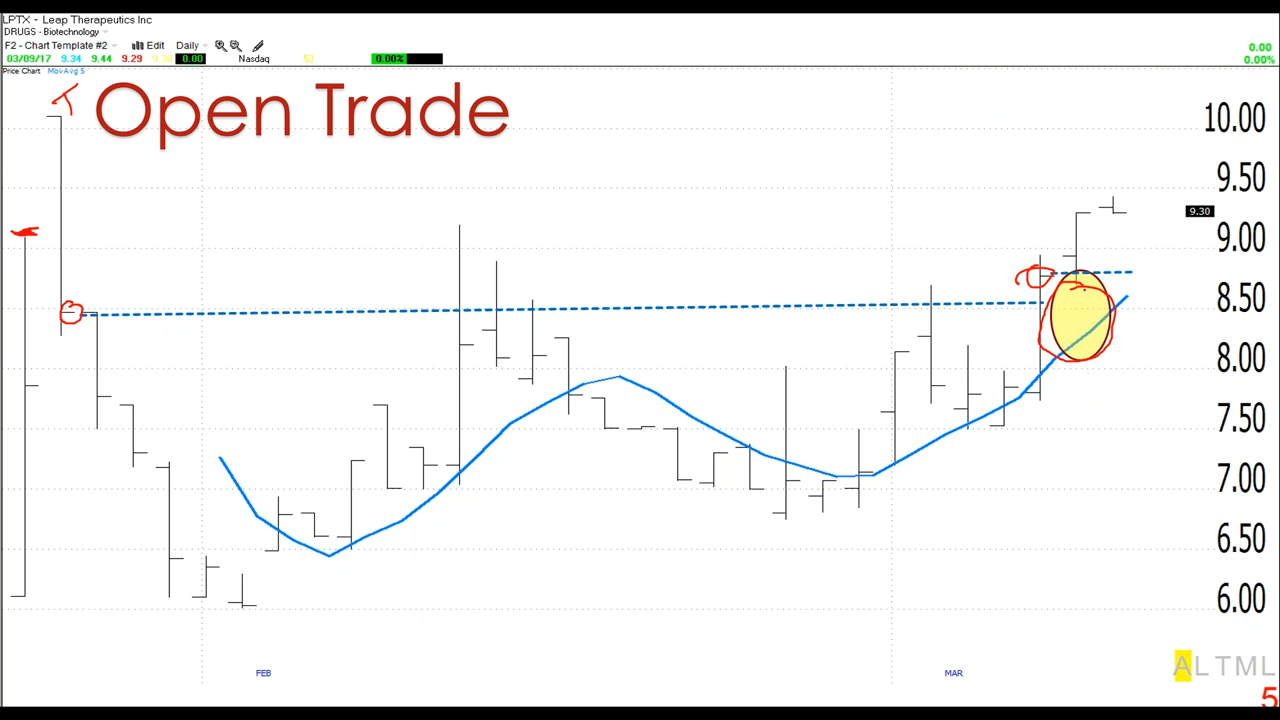 LPTX - Leap Therapeutics Inc
DRUGS - Biotechnology
F2 - Chart Template #2 Edit Daily
03/09/17 9.34 9.44 9.29 0.00 Nasdaq 0.00%
0.00
0.00%
Price Chart MovAvg 5
Open Trade
10.00
9.50
9.30
9.00
8.50
8.00
7.50
7.00
6.50
6.00
FEB MAR
ALTML
5